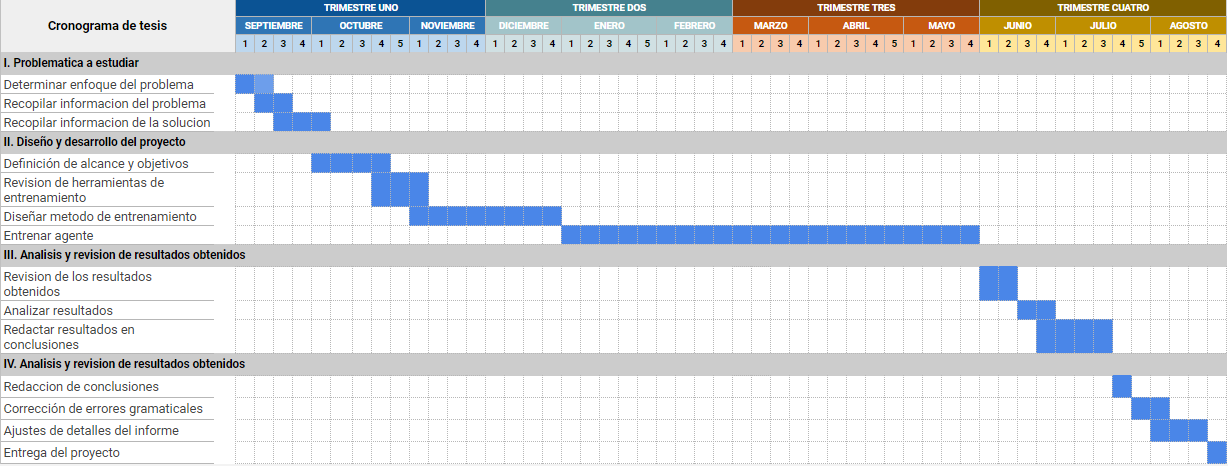 Cronograma de tesis
TRIMESTRE UNO TRIMESTRE DOS TRIMESTRE TRES TRIMESTRE CUATRO
SEPTIEMBRE OCTUBRE NOVIEMBRE DICIEMBRE ENERO FEBRERO MARZO ABRIL MAYO JUNIO JULIO AGOSTO
1 2 3 4 1 2 3 4 5 1 2 3 4 1 2 3 4 1 2 3 4 5 1 2 3 4 1 2 3 4 1 2 3 4 5 1 2 3 4 1 2 3 4 1 2 3 4 5 1 2 3 4
I. Problematica a estudiar
Determinar enfoque del problema
Recopilar informacion del problema
Recopilar informacion de la solucion
II. Diseño y desarrollo del proyecto
Definición de alcance y objetivos
Revision de herramientas de
entrenamiento
Diseñar metodo de entrenamiento
Entrenar agente
III. Analisis y revision de resultados obtenidos
Revision de los resultados
obtenidos
Analizar resultados
Redactar resultados en
conclusiones
IV. Analisis y revision de resultados obtenidos
Redaccion de conclusiones
Corrección de errores gramaticales
Ajustes de detalles del informe
Entrega del proyecto